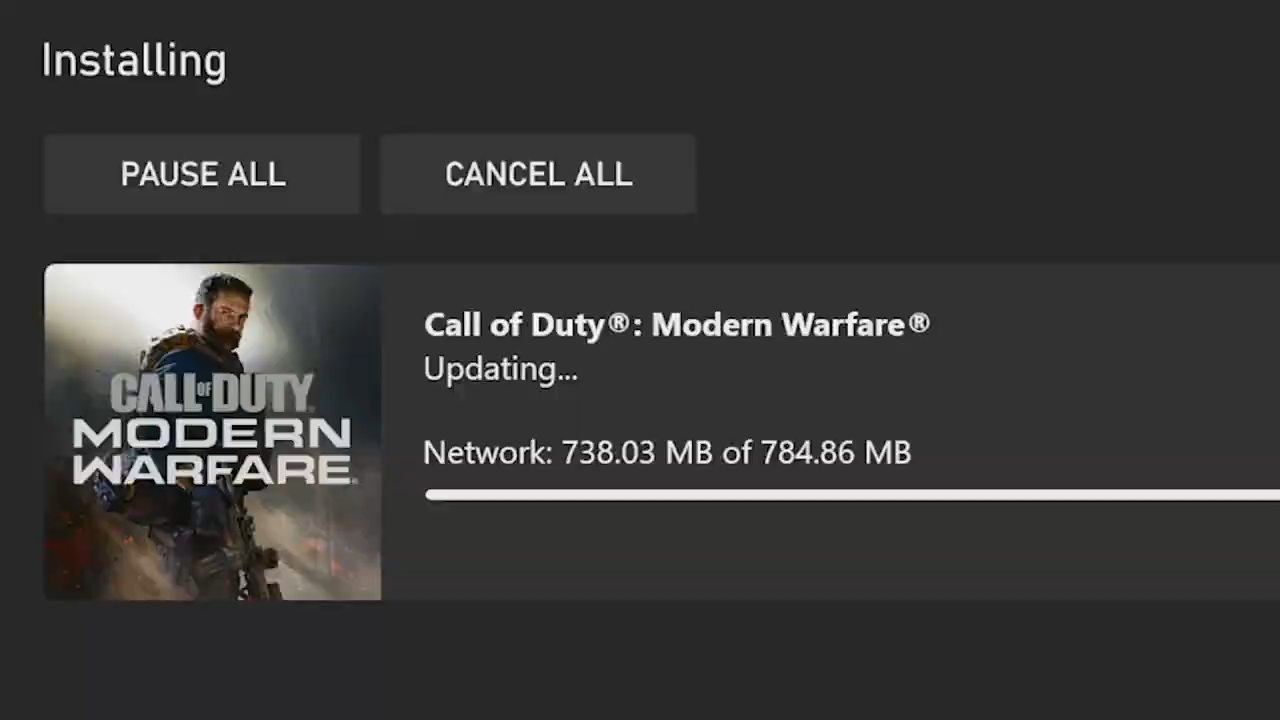 Installing
PAUSE ALL
CANCEL ALL
CALL OF DUTY
MODERN
WARFARE
Call of Duty®: Modern Warfare®
Updating...
Network: 738.03 MB of 784.86 MB